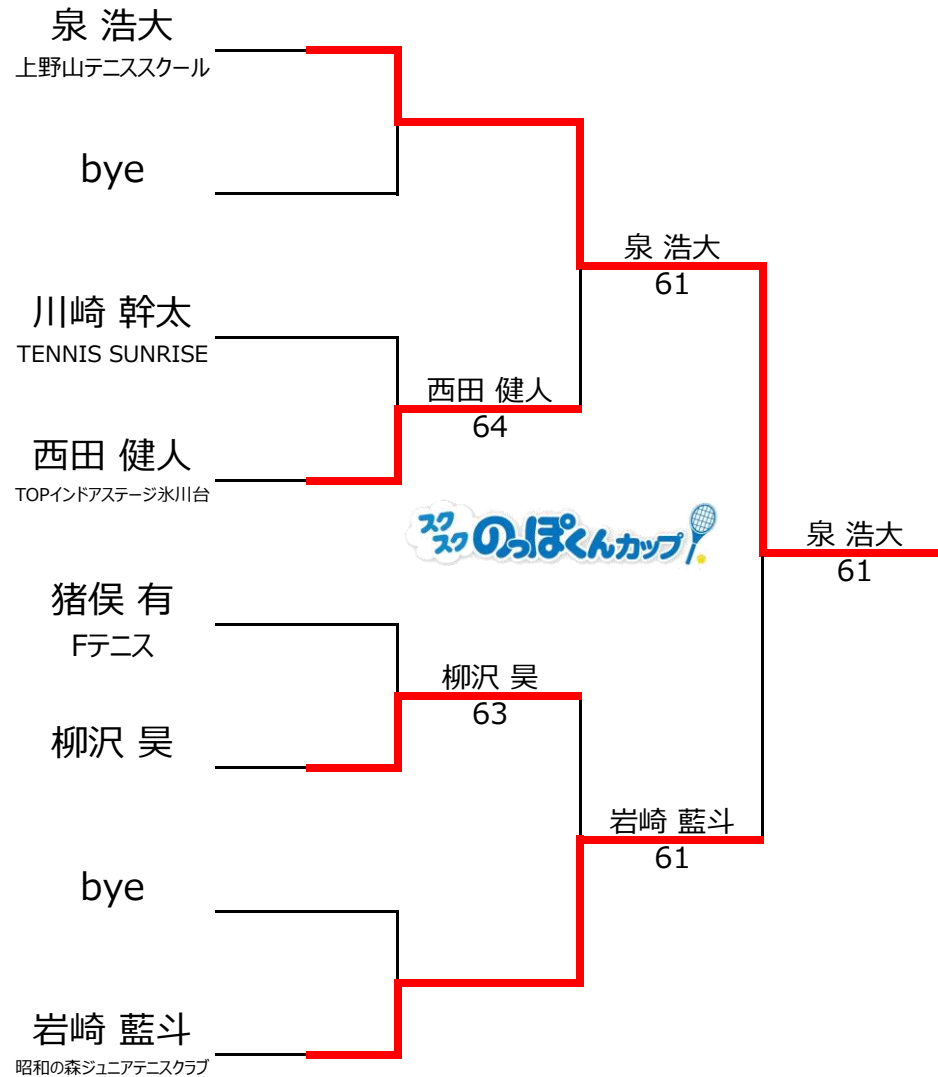 泉 浩大
上野山テニススクール
bye
川崎 幹太
TENNIS SUNRISE
西田 健人
TOPインドアステージ氷川台
猪俣 有
Fテニス
柳沢 昊
bye
岩崎 藍斗
昭和の森ジュニアテニスクラブ
西田 健人
64
柳沢 昊
63
泉 浩大
61
岩崎 藍斗
61
泉 浩大
61
スクスクのっぽくんカップ